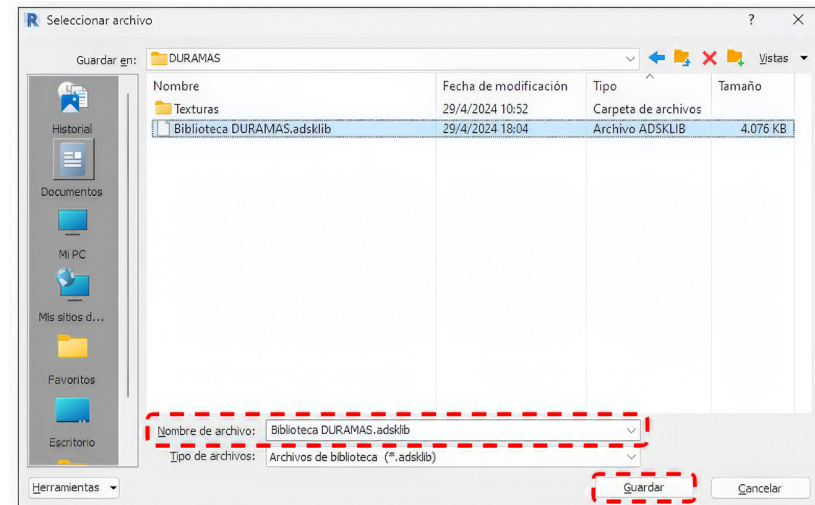 R Seleccionar archivo ? X
Guardar en: DURAMAS Vistas
Nombre Fecha de modificación Tipo Tamaño
Texturas 29/4/2024 10:52 Carpeta de archivos
Biblioteca DURAMAS.adsklib 29/4/2024 18:04 Archivo ADSKLIB 4.076 KB
Historial
Documentos
Mi PC
Mis sitios d...
Favoritos
Escritorio
Nombre de archivo: Biblioteca DURAMAS.adsklib
Tipo de archivos: Archivos de biblioteca (*.adsklib)
Herramientas Guardar Cancelar